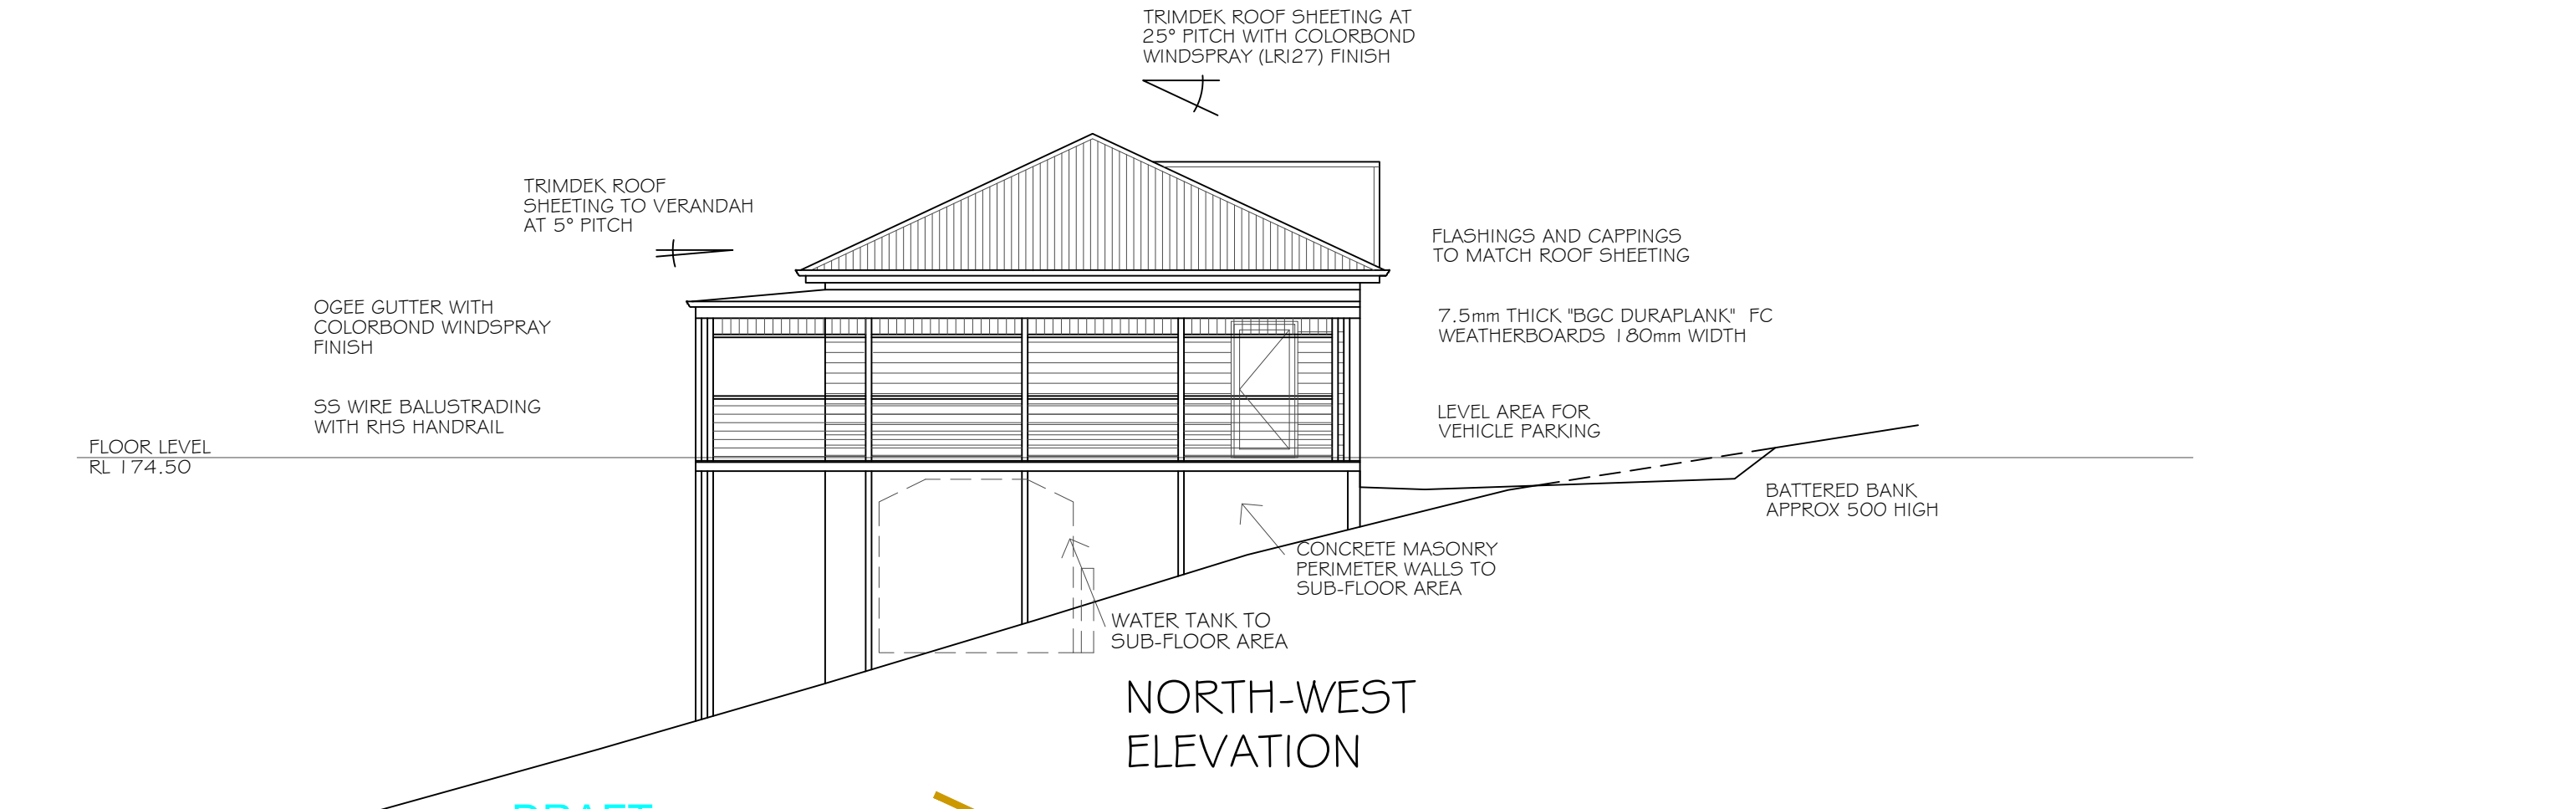 TRIMDEK ROOF SHEETING AT
25° PITCH WITH COLORBOND
WINDSPRAY (LR127) FINISH
TRIMDEK ROOF
SHEETING TO VERANDAH
AT 5° PITCH
FLASHINGS AND CAPPINGS
TO MATCH ROOF SHEETING
OGEE GUTTER WITH
COLORBOND WINDSPRAY
FINISH
7.5mm THICK "BGC DURAPLANK" FC
WEATHERBOARDS 180mm WIDTH
SS WIRE BALUSTRADING
WITH RHS HANDRAIL
LEVEL AREA FOR
VEHICLE PARKING
FLOOR LEVEL
RL 174.50
BATTERED BANK
APPROX 500 HIGH
CONCRETE MASONRY
PERIMETER WALLS TO
SUB-FLOOR AREA
WATER TANK TO
SUB-FLOOR AREA
NORTH-WEST
ELEVATION
DRAFT